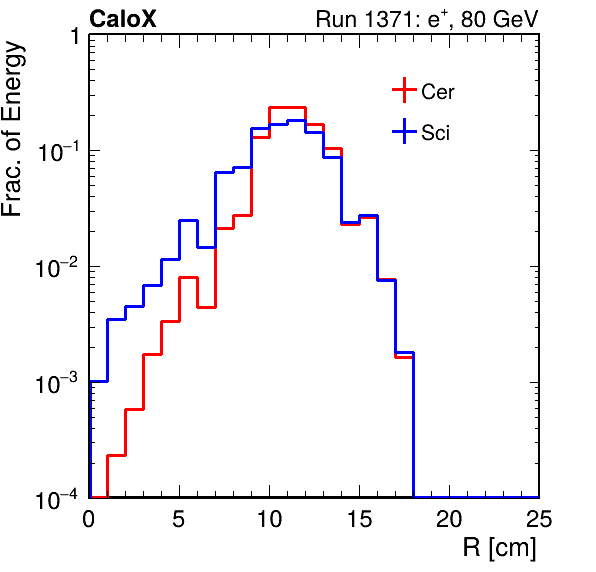 CaloX Run 1371: e⁺, 80 GeV
Frac. of Energy
1
10⁻¹
10⁻²
10⁻³
10⁻⁴
Cer
Sci
0 5 10 15 20 25
R [cm]